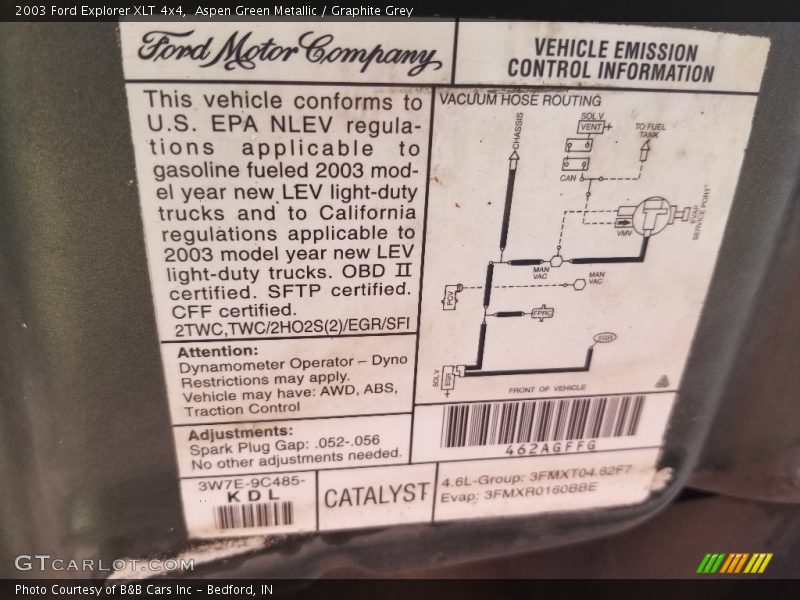 2003 Ford Explorer XLT 4x4,  Aspen Green Metallic / Graphite Grey
Ford Motor Company
VEHICLE EMISSION
CONTROL INFORMATION
This vehicle conforms to
U.S. EPA NLEV regula-
tions applicable to
gasoline fueled 2003 mod-
el year new LEV light-duty
trucks and to California
regulations applicable to
2003 model year new LEV
light-duty trucks. OBD II
certified. SFTP certified.
CFF certified.
2TWC,TWC/2HO2S(2)/EGR/SFI
VACUUM HOSE ROUTING
CHASSIS
SOL V
VENT
TO FUEL
TANK
CAN
VMV
EVAP
SERVICE PORT
MAN
VAC
MAN
VAC
PCV
FPRG
EGR
SOL V
EGR
FRONT OF VEHICLE
Attention:
Dynamometer Operator – Dyno
Restrictions may apply.
Vehicle may have: AWD, ABS,
Traction Control
Adjustments:
Spark Plug Gap: .052-.056
No other adjustments needed.
462AGFFG
3W7E-9C485-
KDL
CATALYST
4.6L-Group: 3FMXT04.62F7
Evap: 3FMXR0160BBE
GTCARLOT.COM
Photo Courtesy of B&B Cars Inc – Bedford, IN